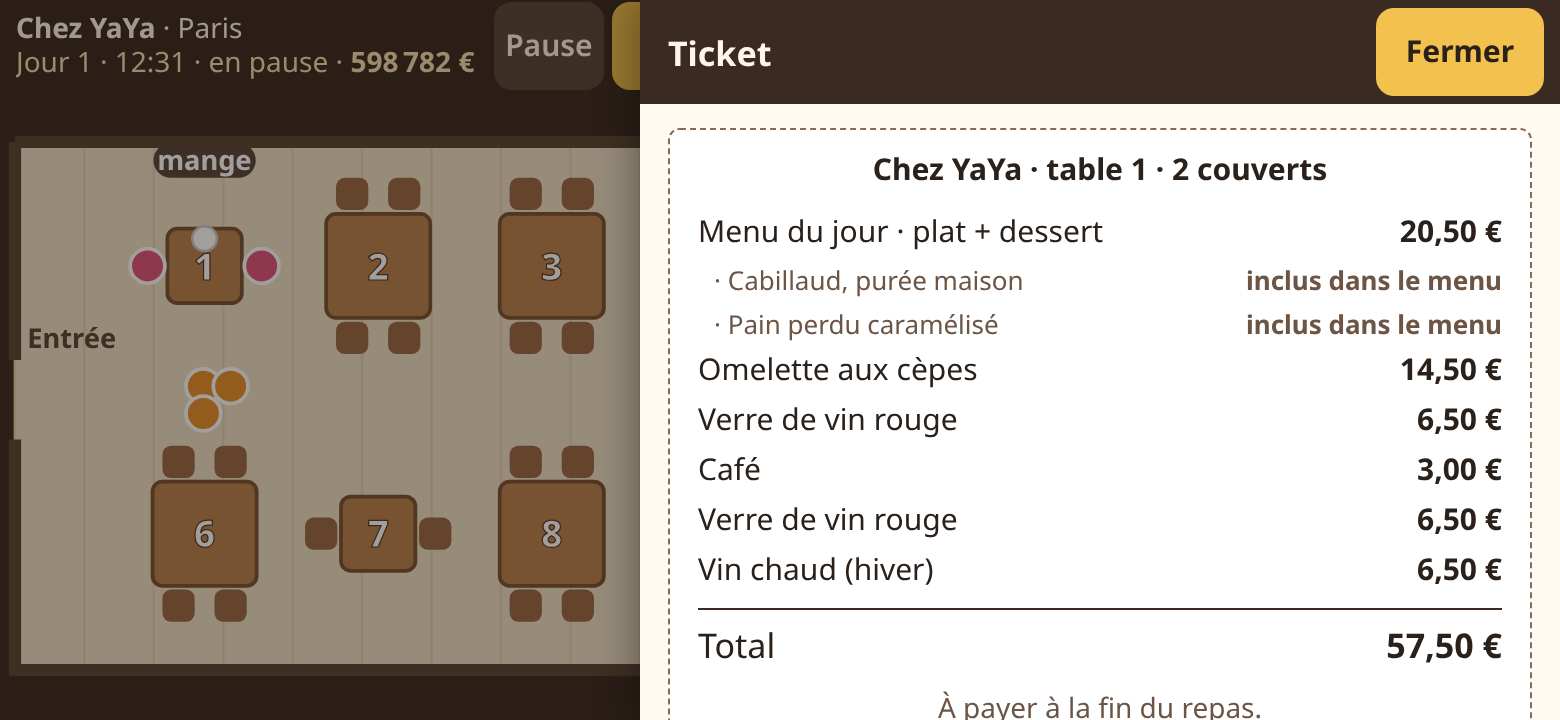 Chez YaYa · Paris
Jour 1 · 12:31 · en pause · 598 782 €
Pause
mange
1
2
3
Entrée
6
7
8
Ticket
Fermer
Chez YaYa · table 1 · 2 couverts
Menu du jour · plat + dessert 20,50 €
· Cabillaud, purée maison inclus dans le menu
· Pain perdu caramélisé inclus dans le menu
Omelette aux cèpes 14,50 €
Verre de vin rouge 6,50 €
Café 3,00 €
Verre de vin rouge 6,50 €
Vin chaud (hiver) 6,50 €
Total 57,50 €
À payer à la fin du repas.